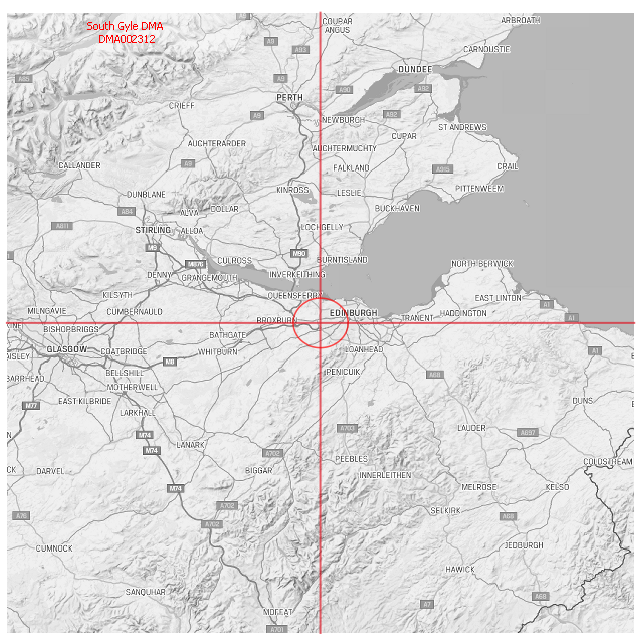 South Gyle DMA
DMA002312
ARBROATH
COUPAR
ANGUS
A9
A93
CARNOUSTIE
DUNDEE
A85
A9
A90
A92
PERTH
CRIEFF
A9
NEWBURGH
A92
ST ANDREWS
CUPAR
AUCHTERARDER
AUCHTERMUCHTY
CALLANDER
A9
FALKLAND
A915
CRAIL
DUNBLANE
KINROSS
LESLIE
PITTENWEEM
A84
ALVA
DOLLAR
BUCKHAVEN
A811
STIRLING
ALLOA
LOCHGELLY
M9
M90
CULROSS
BURNTISLAND
M876
NORTH BERWICK
DENNY
GRANGEMOUTH
INVERKEITHING
KILSYTH
QUEENSFERRY
EAST LINTON
A1
MILNGAVIE
CUMBERNAULD
EDINBURGH
HADDINGTON
BROXBURN
TRANENT
A1
BISHOPBRIGGS
BATHGATE
GLASGOW
COATBRIDGE
WHITBURN
LOANHEAD
A1
M8
BELLSHILL
PENICUIK
A68
BARRHEAD
MOTHERWELL
M77
EAST KILBRIDE
DUNS
LARKHALL
A703
LAUDER
A697
M74
LANARK
M74
A702
PEEBLES
COLDSTREAM
DARVEL
BIGGAR
INNERLEITHEN
M74
MELROSE
KELSO
A702
SELKIRK
A76
A68
A702
CUMNOCK
JEDBURGH
HAWICK
SANQUHAR
A68
A7
MOFFAT
A701